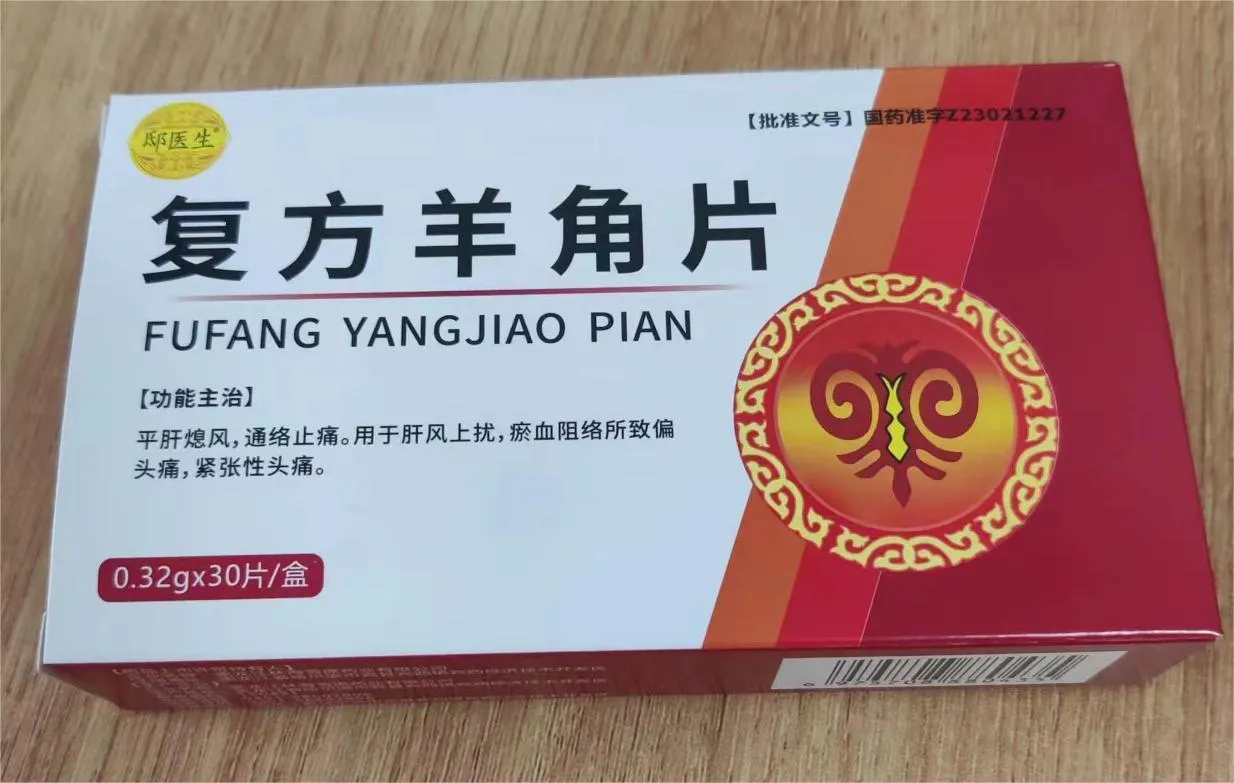 邸医生®
【批准文号】国药准字Z23021227
复方羊角片
FUFANG YANGJIAO PIAN
【功能主治】
平肝熄风，通络止痛。用于肝风上扰，瘀血阻络所致偏
头痛，紧张性头痛。
0.32gx30片/盒